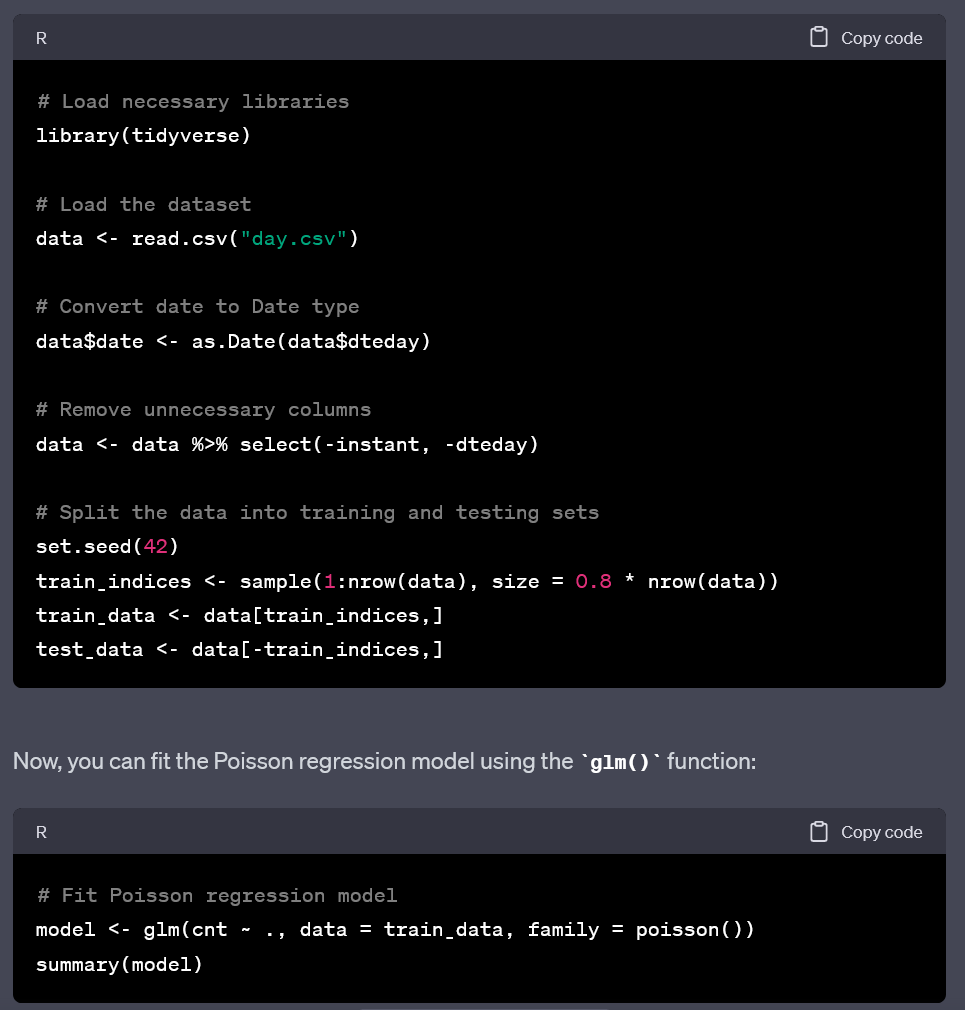 R
Copy code
# Load necessary libraries
library(tidyverse)
# Load the dataset
data <- read.csv("day.csv")
# Convert date to Date type
data$date <- as.Date(data$dteday)
# Remove unnecessary columns
data <- data %>% select(-instant, -dteday)
# Split the data into training and testing sets
set.seed(42)
train_indices <- sample(1:nrow(data), size = 0.8 * nrow(data))
train_data <- data[train_indices,]
test_data <- data[-train_indices,]
Now, you can fit the Poisson regression model using the `glm()` function:
R
Copy code
# Fit Poisson regression model
model <- glm(cnt ~ ., data = train_data, family = poisson())
summary(model)